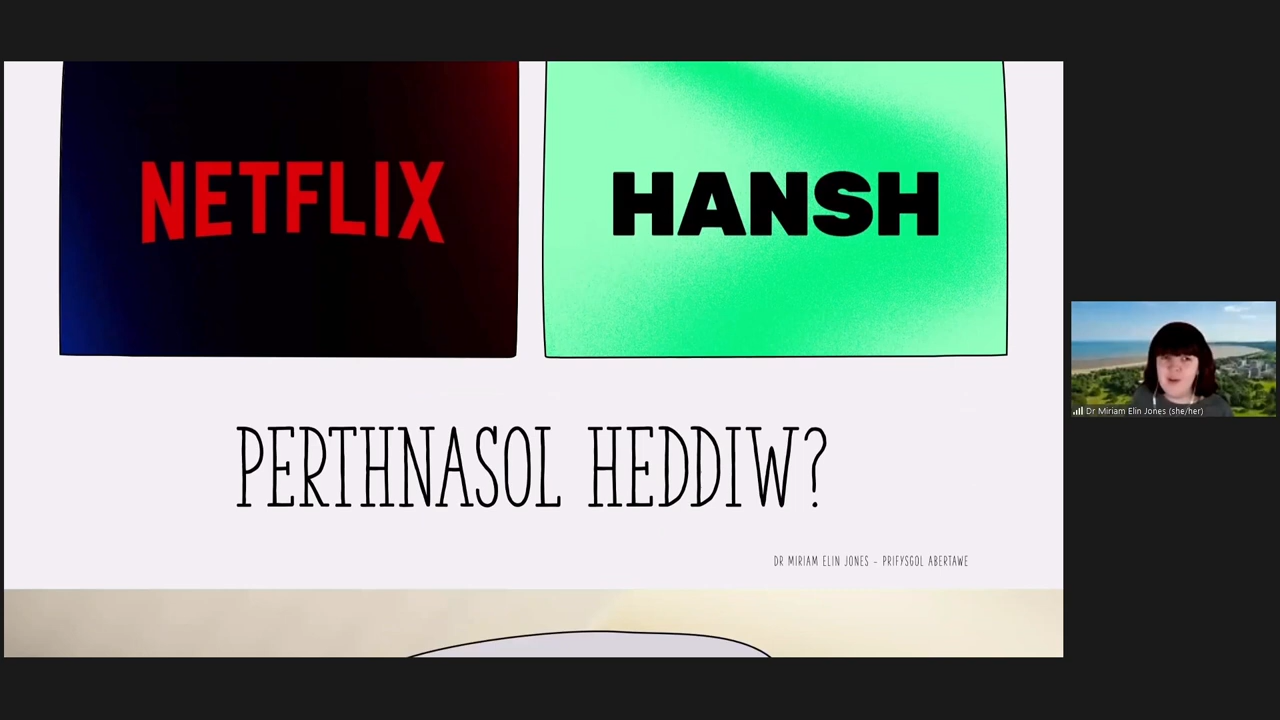 NETFLIX
HANSH
PERTHNASOL HEDDIW?
DR MIRIAM ELIN JONES - PRIFYSGOL ABERTAWE
Dr Miriam Elin Jones (she/her)